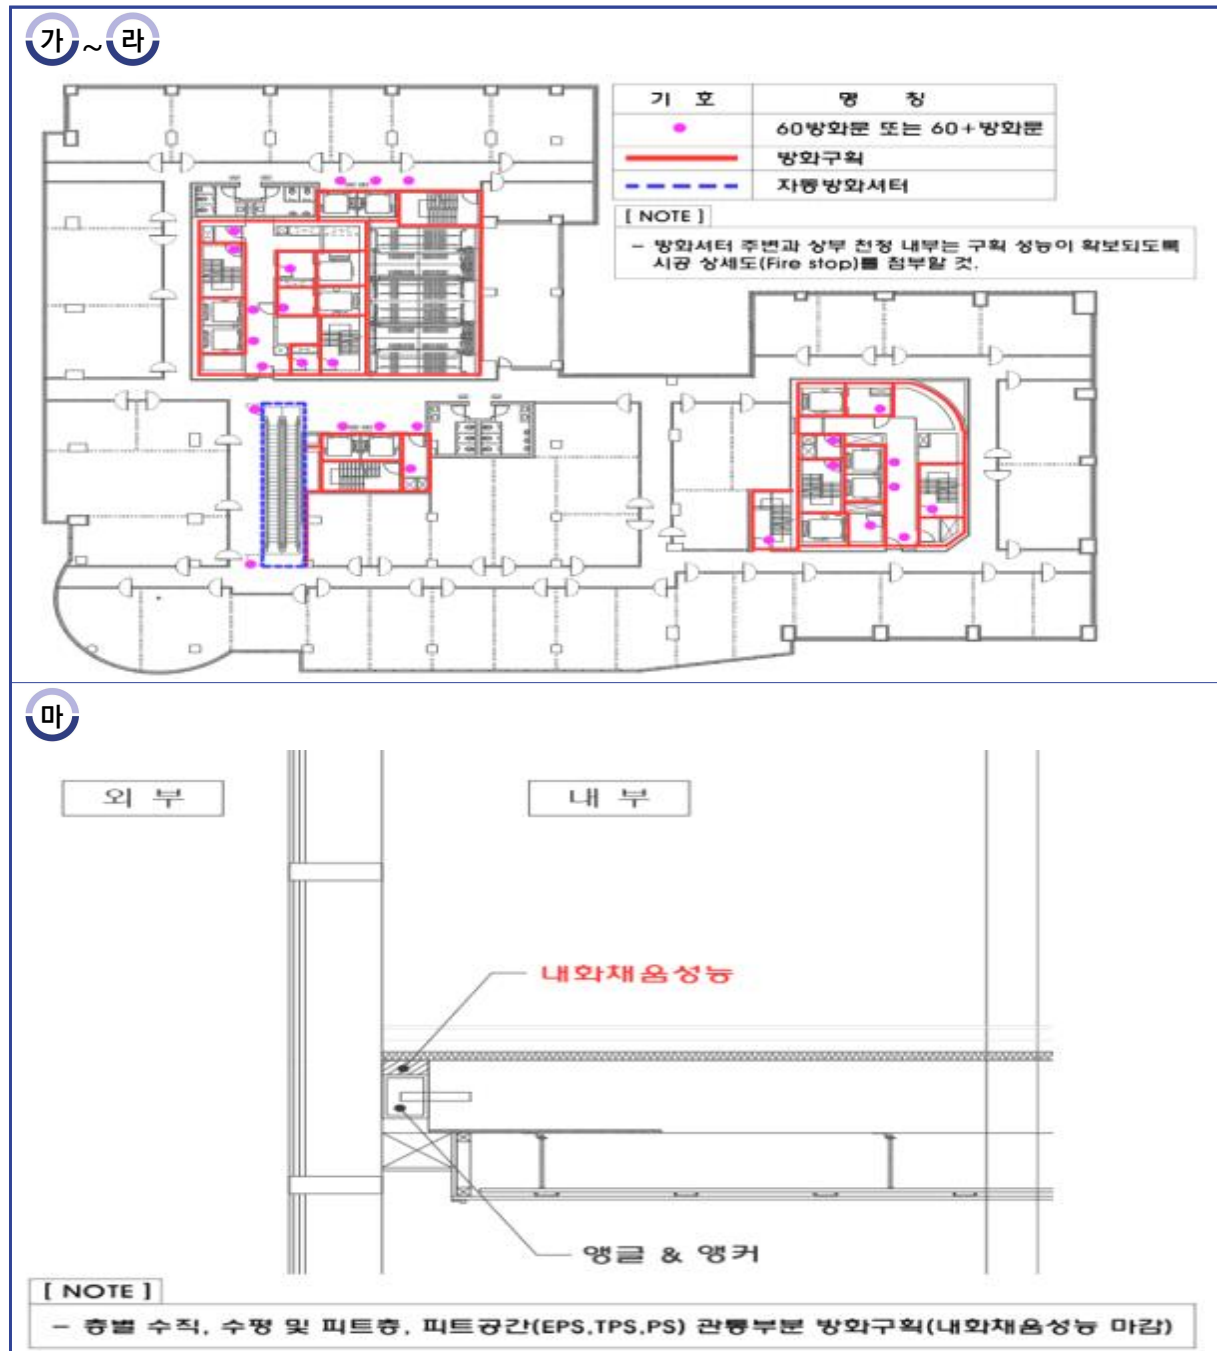 가 ~ 라
기 호 명 칭
60방화문 또는 60+방화문
방화구획
자동방화셔터
[ NOTE ]
- 방화셔터 주변과 상부 천정 내부는 구획 성능이 확보되도록
시공 상세도(Fire stop)를 첨부할 것.
마
외 부 내 부
내화채움성능
앵글 & 앵커
[ NOTE ]
- 층별 수직, 수평 및 피트층, 피트공간(EPS,TPS,PS) 관통부분 방화구획(내화채움성능 마감)